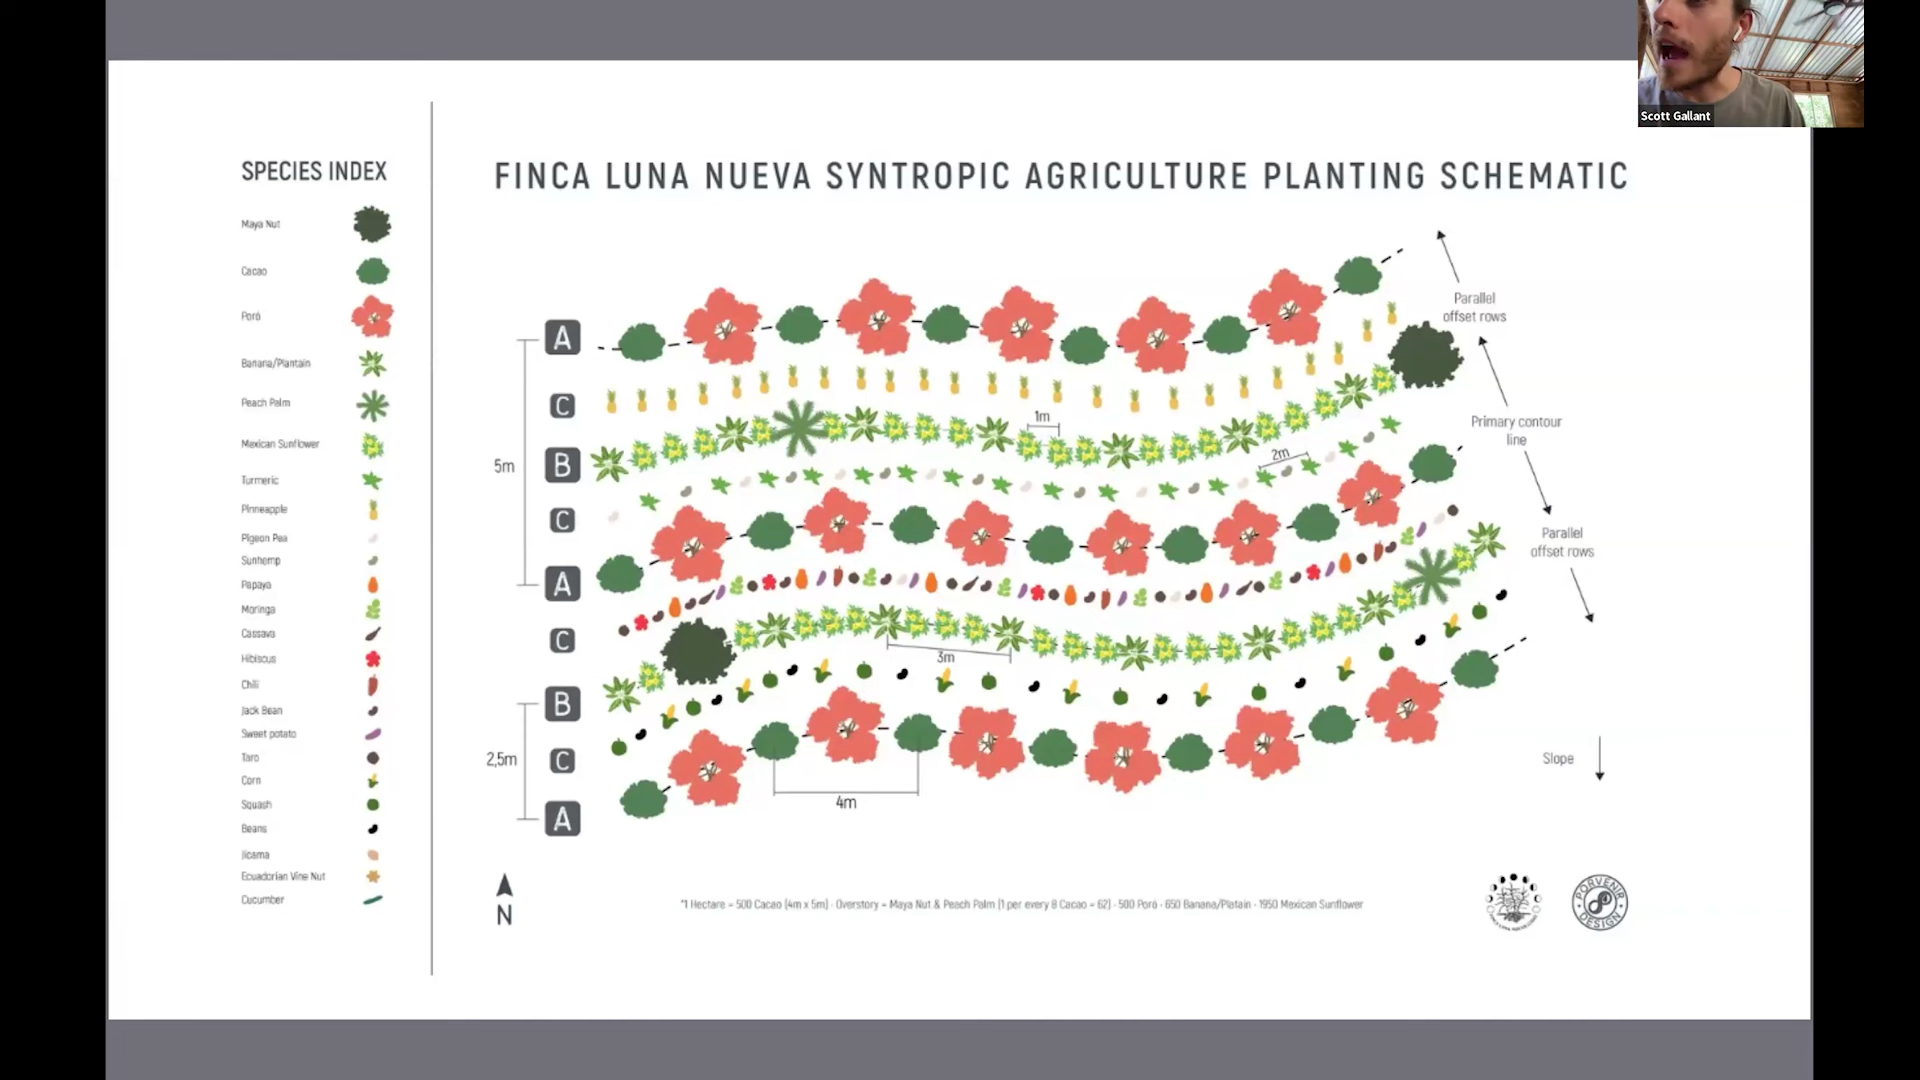 Scott Gallant
SPECIES INDEX
Maya Nut
Cacao
Poró
Banana/Plantain
Peach Palm
Mexican Sunflower
Turmeric
Pinneapple
Pigeon Pea
Sunhemp
Papaya
Moringa
Cassava
Hibiscus
Chili
Jack Bean
Sweet potato
Taro
Corn
Squash
Beans
Jicama
Ecuadorian Vine Nut
Cucumber
FINCA LUNA NUEVA SYNTROPIC AGRICULTURE PLANTING SCHEMATIC
A
C
B
C
A
C
B
C
A
5m
2,5m
1m
2m
3m
4m
Parallel
offset rows
Primary contour
line
Parallel
offset rows
Slope
N
*1 Hectare = 500 Cacao (4m x 5m) - Overstory = Maya Nut & Peach Palm (1 per every 8 Cacao = 62) - 500 Poró - 650 Banana/Platain - 1950 Mexican Sunflower
PORVENIR
DESIGN